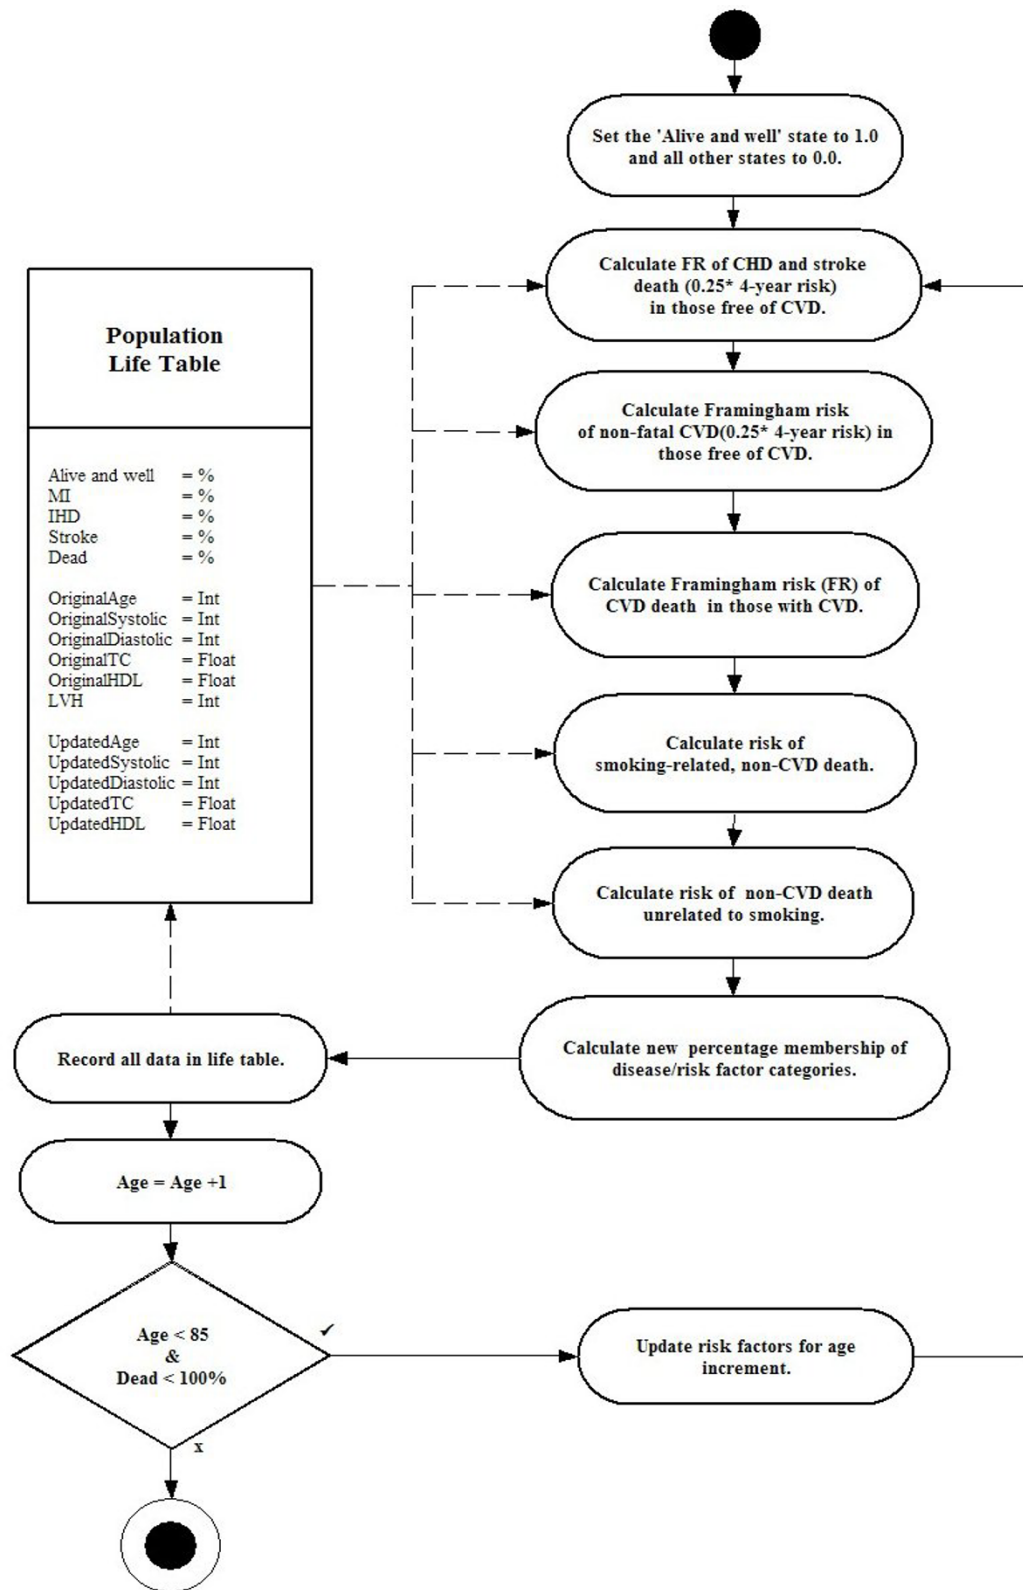 Set the 'Alive and well' state to 1.0
and all other states to 0.0.
Calculate FR of CHD and stroke
death (0.25* 4-year risk)
in those free of CVD.
Population
Life Table
Calculate Framingham risk
of non-fatal CVD(0.25* 4-year risk) in
those free of CVD.
Alive and well = %
MI = %
IHD = %
Stroke = %
Dead = %
OriginalAge = Int
OriginalSystolic = Int
OriginalDiastolic = Int
OriginalTC = Float
OriginalHDL = Float
LVH = Int
UpdatedAge = Int
UpdatedSystolic = Int
UpdatedDiastolic = Int
UpdatedTC = Float
UpdatedHDL = Float
Calculate Framingham risk (FR) of
CVD death in those with CVD.
Calculate risk of
smoking-related, non-CVD death.
Calculate risk of non-CVD death
unrelated to smoking.
Calculate new percentage membership of
disease/risk factor categories.
Record all data in life table.
Age = Age +1
Age < 85
&
Dead < 100%
✓
x
Update risk factors for age
increment.